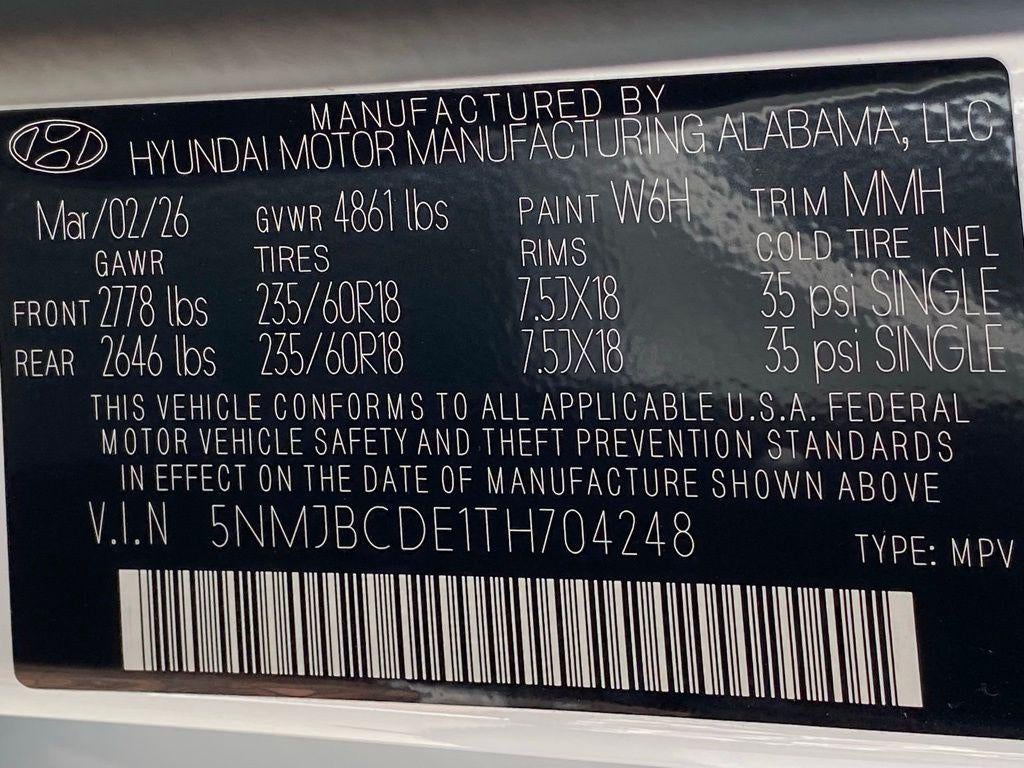 MANUFACTURED BY
HYUNDAI MOTOR MANUFACTURING ALABAMA, LLC
Mar/02/26 GVWR 4861 lbs PAINT W6H TRIM MMH
GAWR TIRES RIMS COLD TIRE INFL
FRONT 2778 lbs 235/60R18 7.5JX18 35 psi SINGLE
REAR 2646 lbs 235/60R18 7.5JX18 35 psi SINGLE
THIS VEHICLE CONFORMS TO ALL APPLICABLE U.S.A. FEDERAL
MOTOR VEHICLE SAFETY AND THEFT PREVENTION STANDARDS
IN EFFECT ON THE DATE OF MANUFACTURE SHOWN ABOVE
V.I.N 5NMJBCDE1TH704248
TYPE: MPV